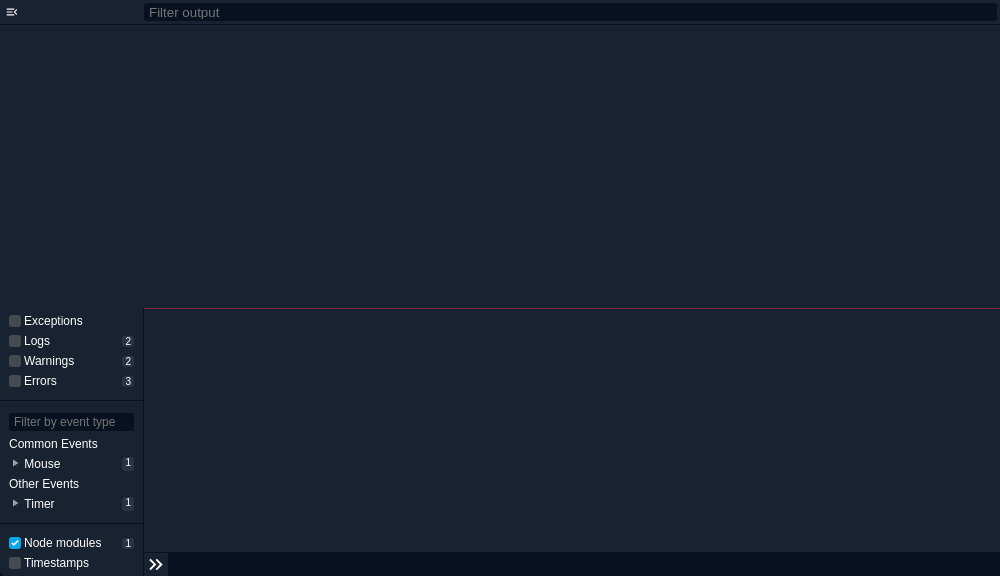 Filter output
Exceptions
Logs 2
Warnings 2
Errors 3
Filter by event type
Common Events
Mouse 1
Other Events
Timer 1
Node modules 1
Timestamps